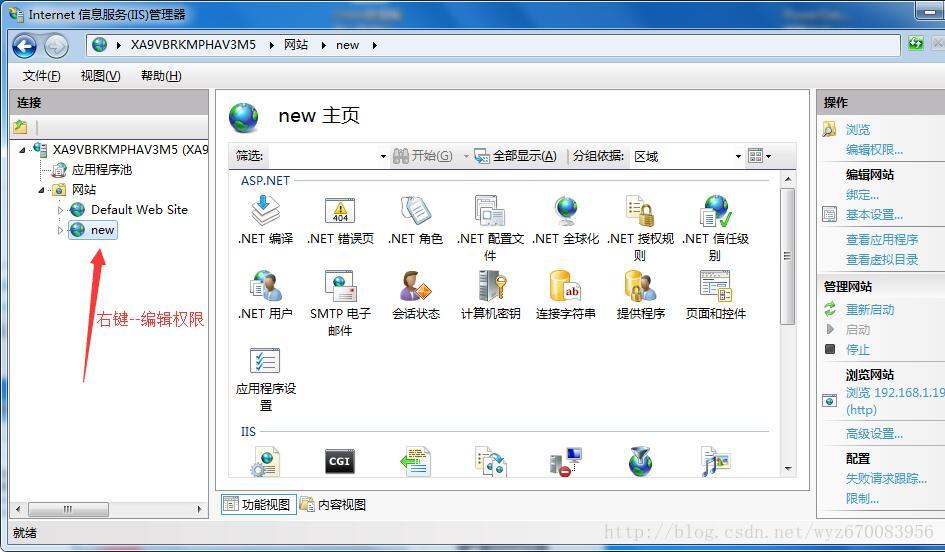 Internet 信息服务(IIS)管理器
XA9VBRKMPHAV3M5 网站 new
文件(F) 视图(V) 帮助(H)
连接
XA9VBRKMPHAV3M5 (XA9
应用程序池
网站
Default Web Site
new
右键--编辑权限
new 主页
筛选: 开始(G) 全部显示(A) 分组依据: 区域
ASP.NET
.NET 编译
.NET 错误页
.NET 角色
.NET 配置文
件
.NET 全球化
.NET 授权规
则
.NET 信任级
别
404
.NET 用户
SMTP 电子
邮件
会话状态
计算机密钥
连接字符串
ab
提供程序
页面和控件
应用程序设
置
IIS
CGI
功能视图 内容视图
操作
浏览
编辑权限...
编辑网站
绑定...
基本设置...
查看应用程序
查看虚拟目录
管理网站
重新启动
启动
停止
浏览网站
浏览 192.168.1.19
(http)
高级设置...
配置
失败请求跟踪...
限制...
就绪
http://blog.csdn.net/wyz670083956